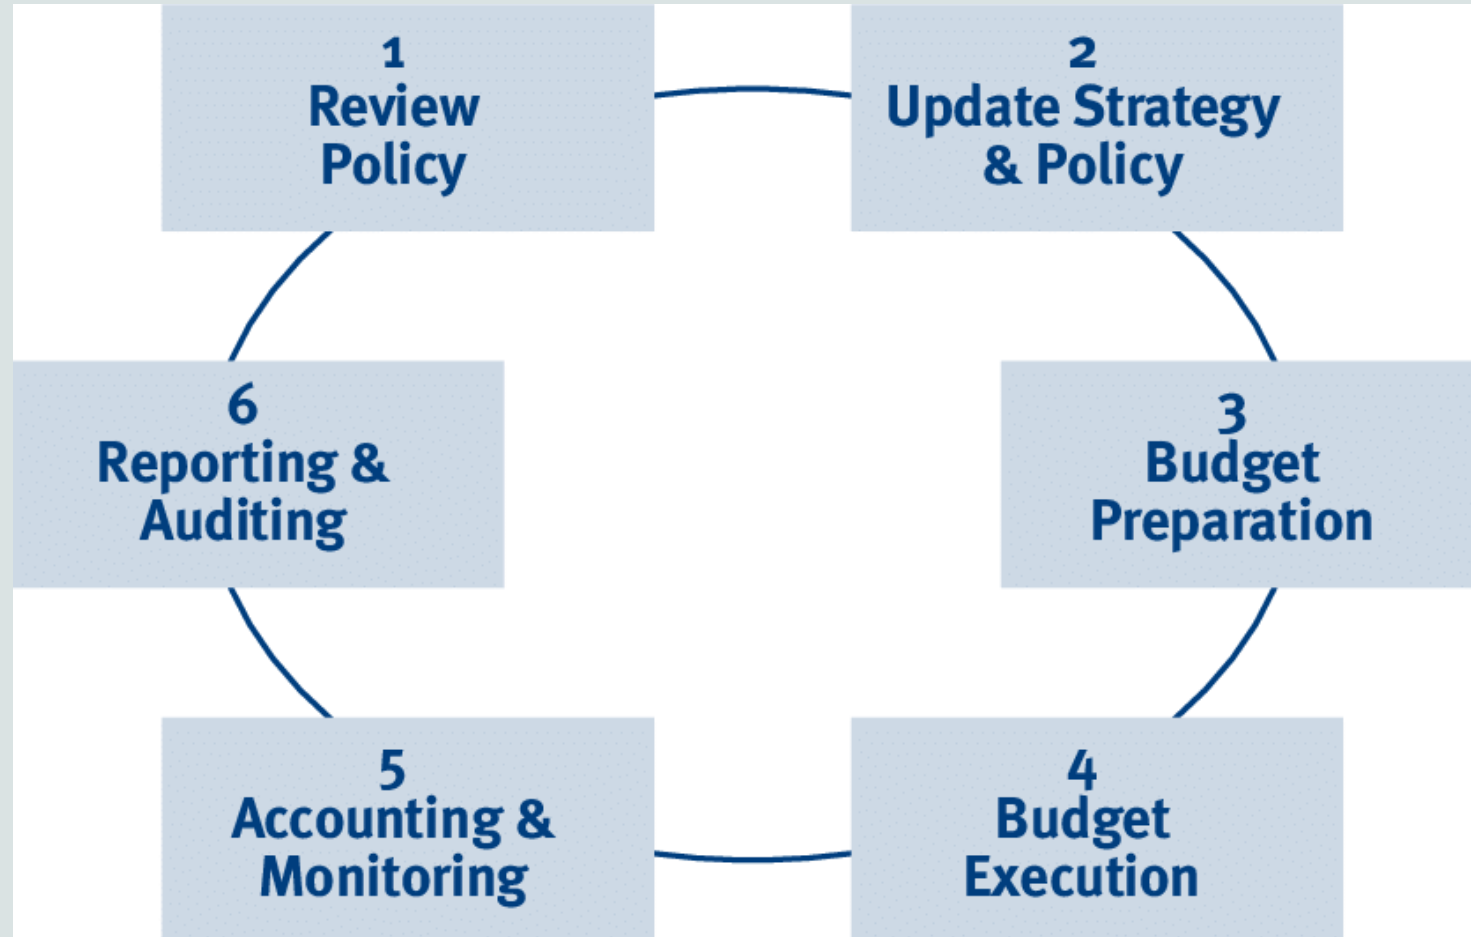 1
Review
Policy
2
Update Strategy
& Policy
3
Budget
Preparation
4
Budget
Execution
5
Accounting &
Monitoring
6
Reporting &
Auditing